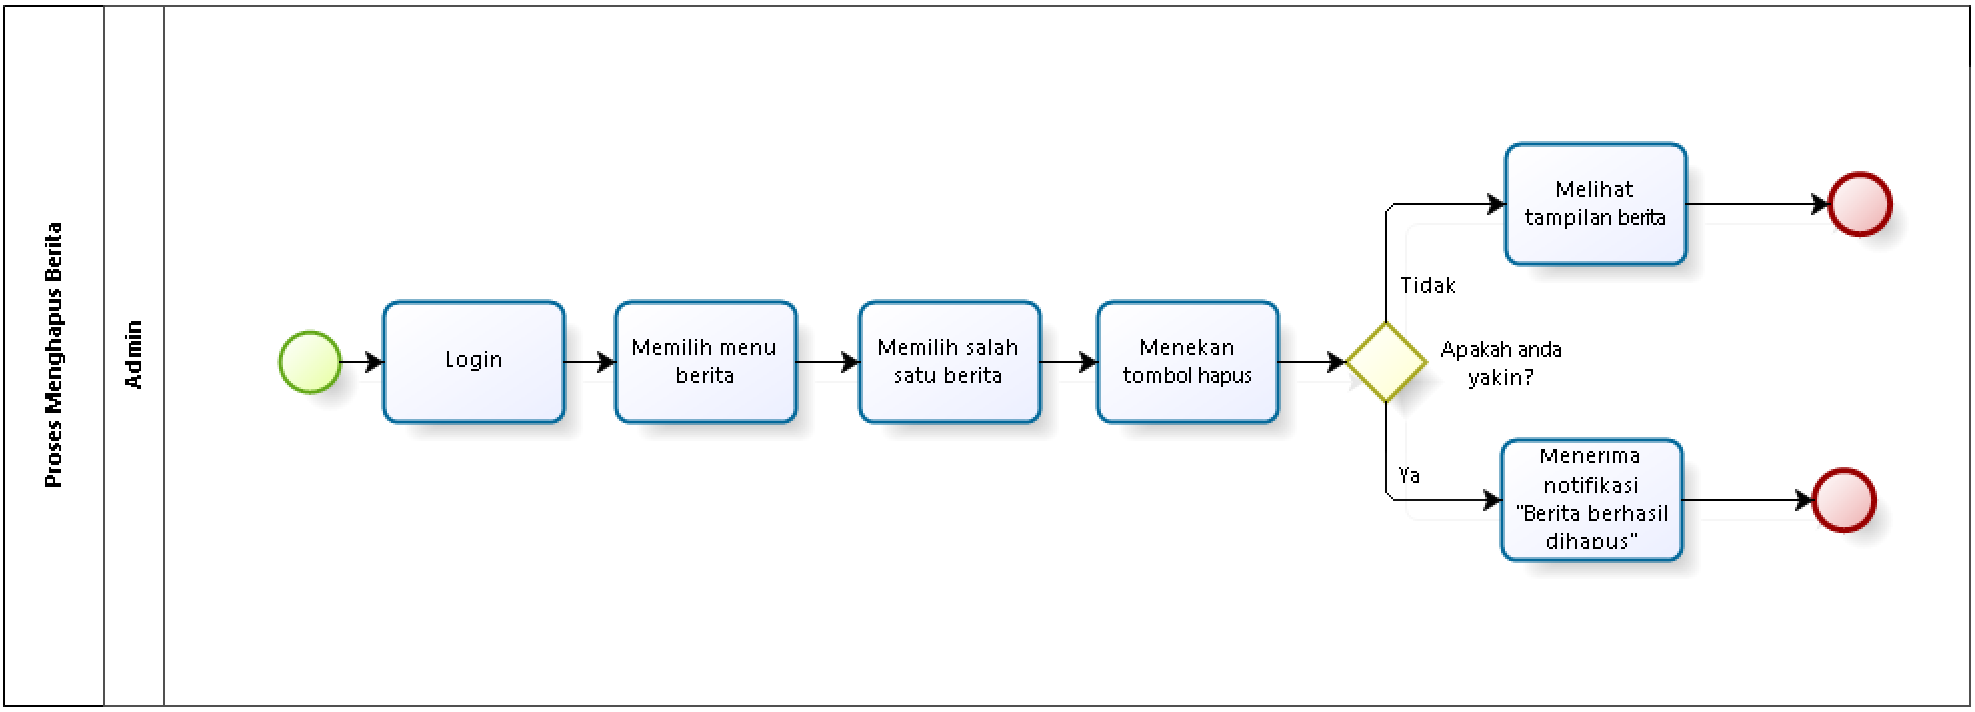 Proses Menghapus Berita
Admin
Login
Memilih menu
berita
Memilih salah
satu berita
Menekan
tombol hapus
Apakah anda
yakin?
Tidak
Melihat
tampilan berita
Ya
Menerima
notifikasi
"Berita berhasil
dihapus"